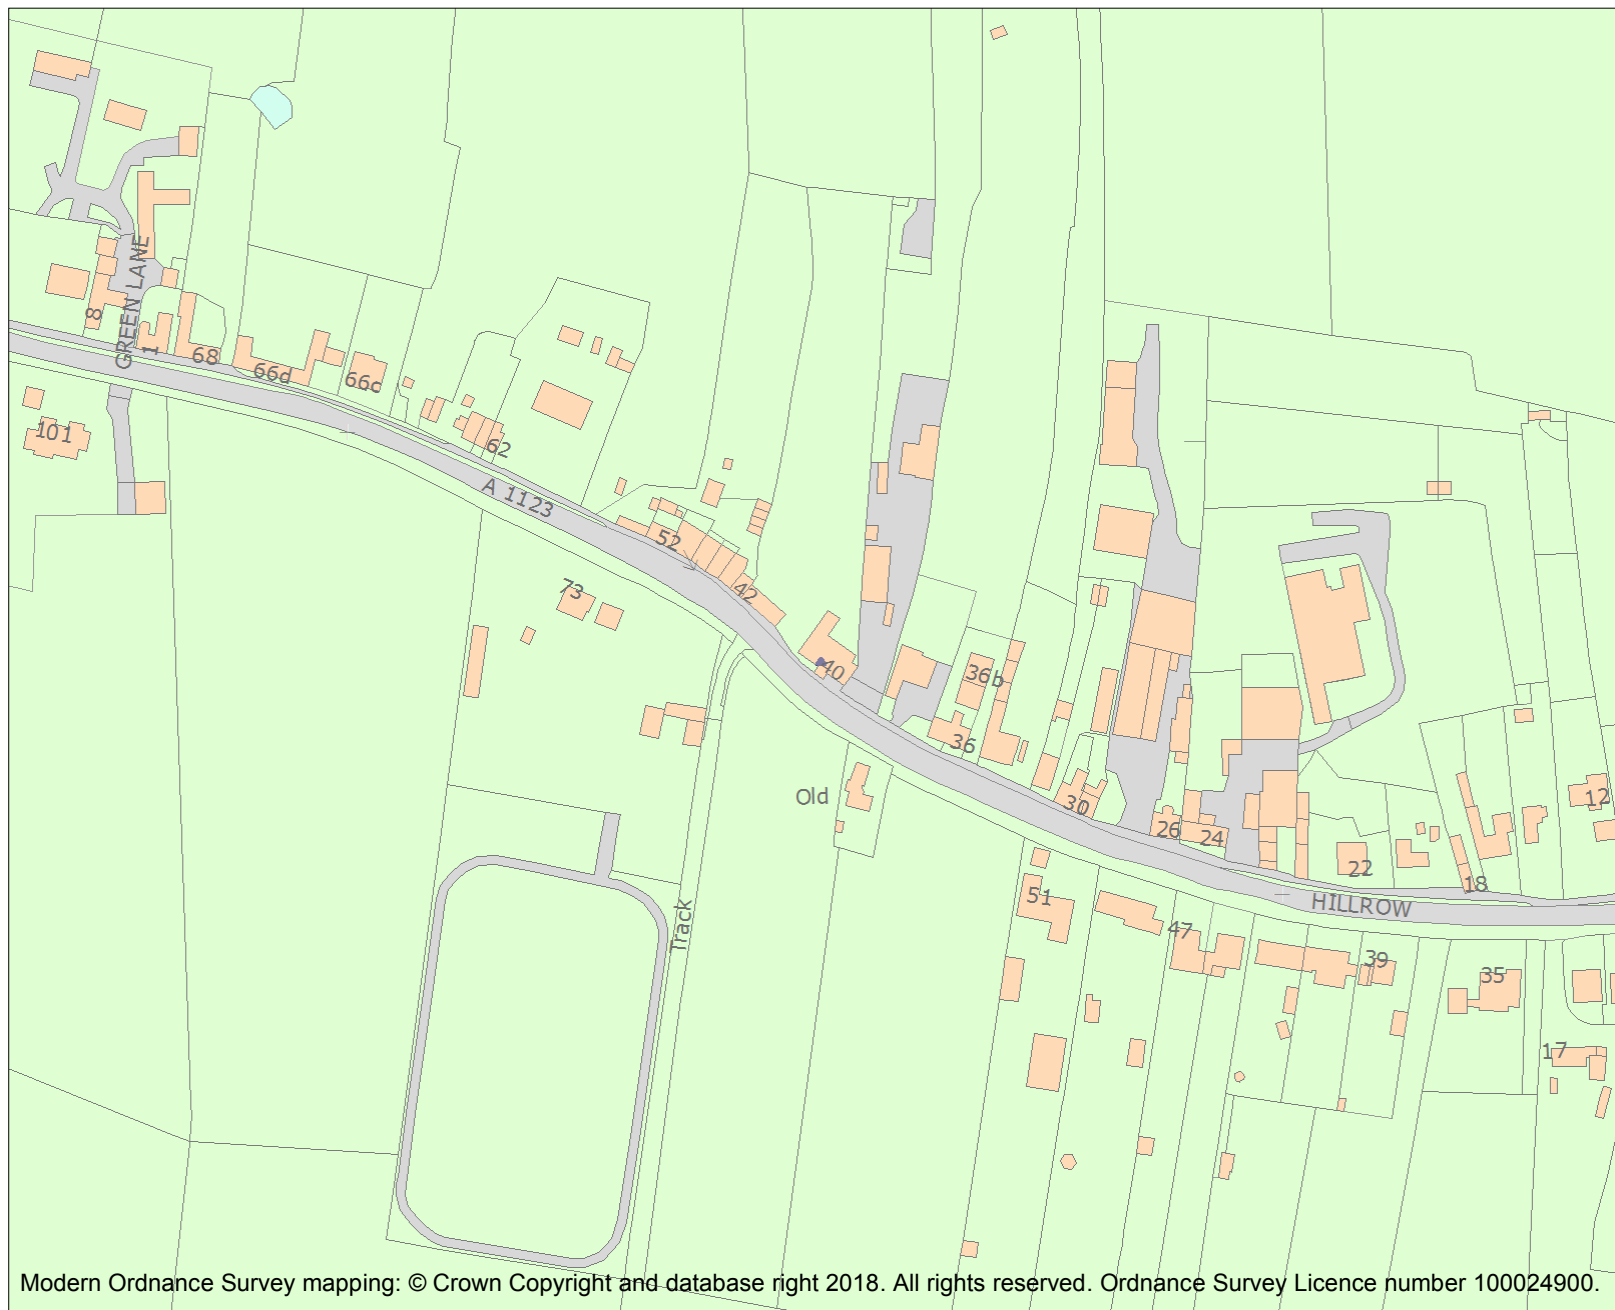 GREEN LANE
8
1
68
66d
66c
101
62
A 1123
52
42
73
40
36b
36
Old
30
26
24
22
12
18
HILLROW
51
47
39
35
17
Track
Modern Ordnance Survey mapping: © Crown Copyright and database right 2018. All rights reserved. Ordnance Survey Licence number 100024900.